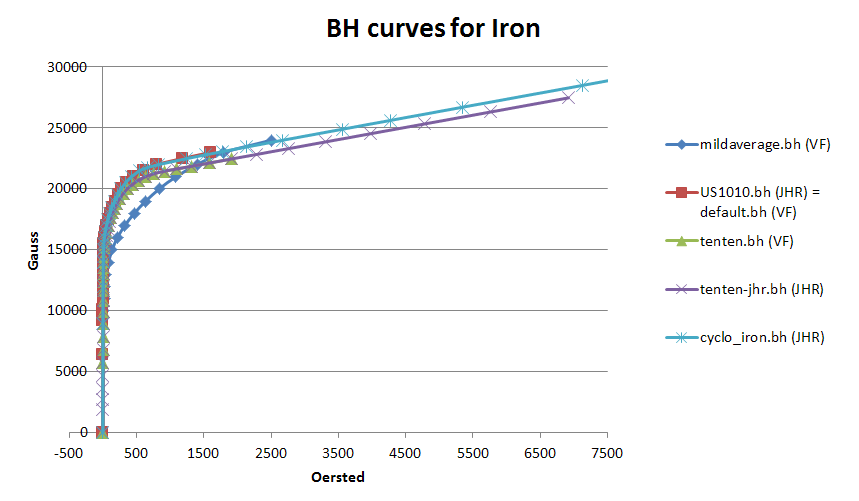 BH curves for Iron
30000
25000
20000
15000
10000
5000
0
Gauss
-500
500
1500
2500
3500
4500
5500
6500
7500
Oersted
mildaverage.bh (VF)
US1010.bh (JHR) =
default.bh (VF)
tenten.bh (VF)
tenten-jhr.bh (JHR)
cyclo_iron.bh (JHR)